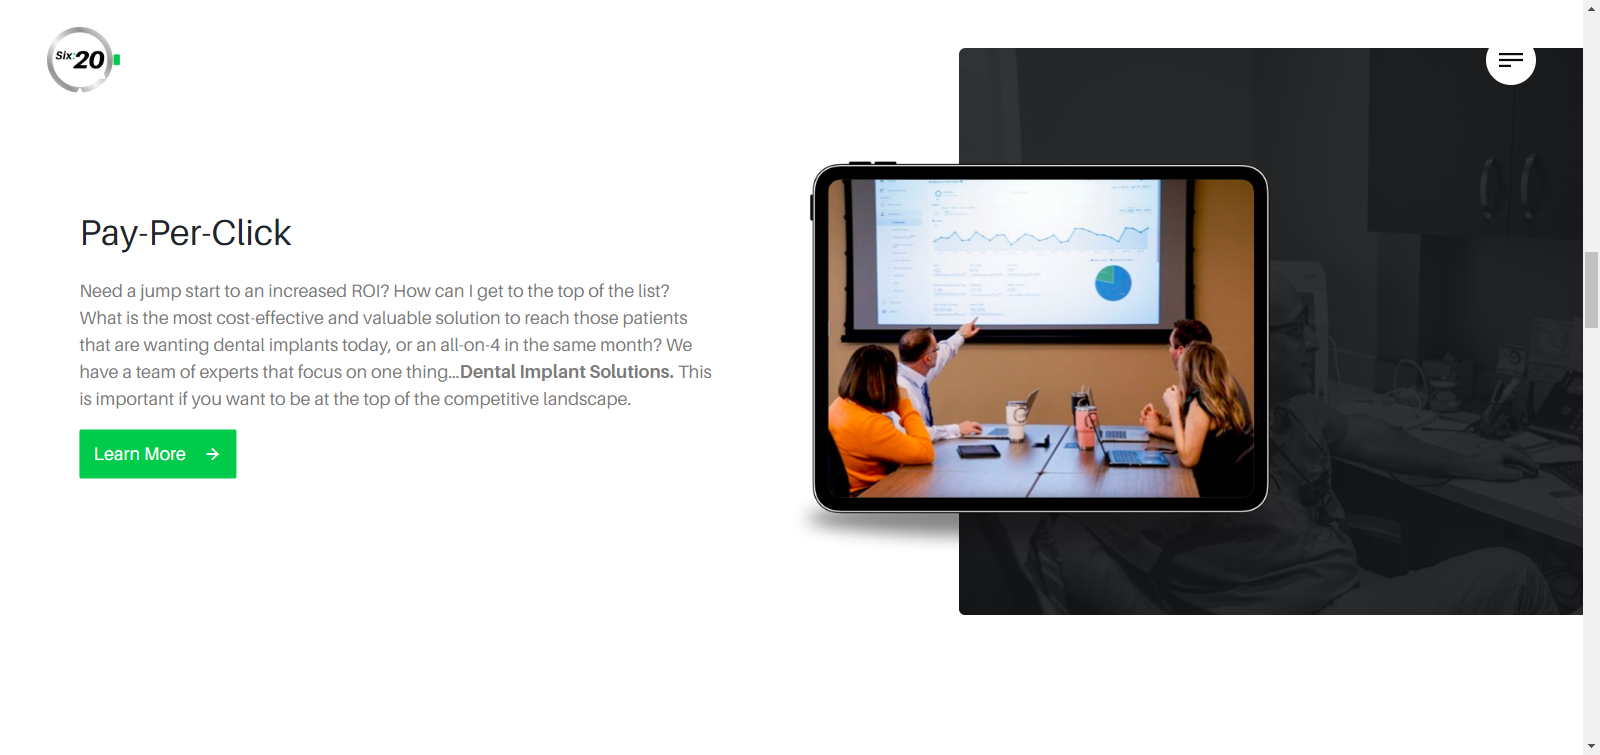 Six:20
Pay-Per-Click
Need a jump start to an increased ROI? How can I get to the top of the list?
What is the most cost-effective and valuable solution to reach those patients
that are wanting dental implants today, or an all-on-4 in the same month? We
have a team of experts that focus on one thing...Dental Implant Solutions. This
is important if you want to be at the top of the competitive landscape.
Learn More